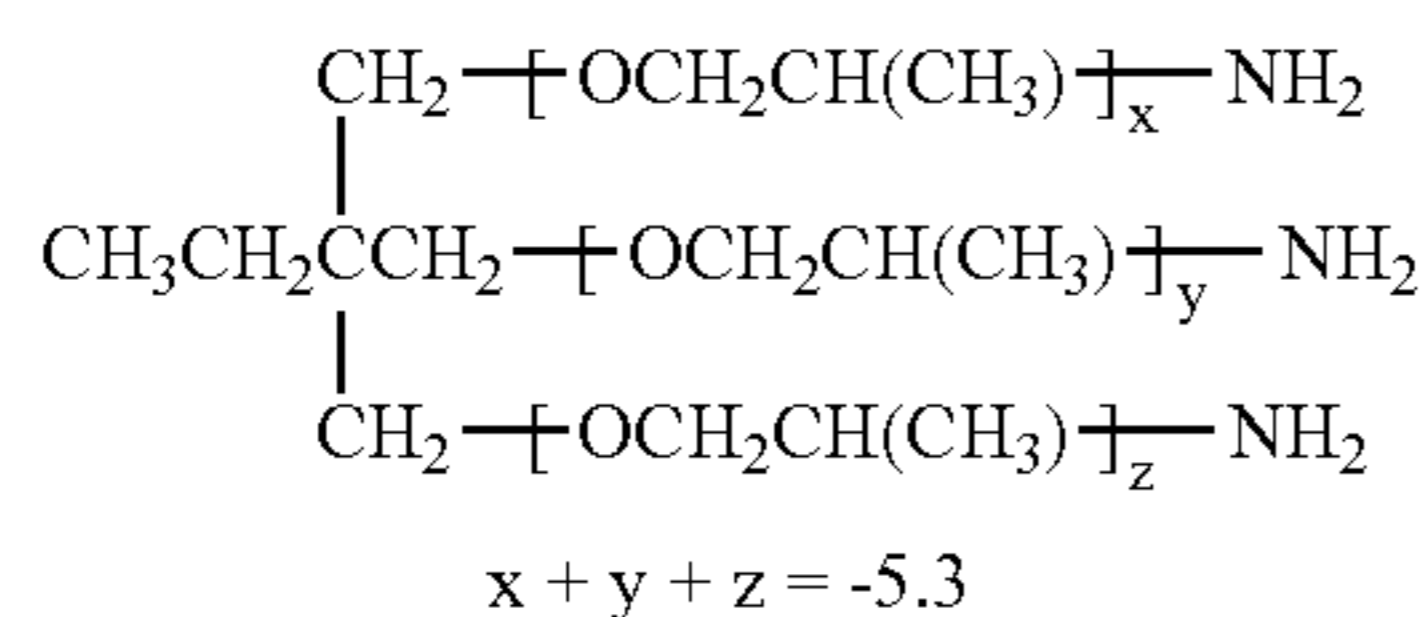 CH₂—[OCH₂CH(CH₃)]ₓ—NH₂
CH₃CH₂CCH₂—[OCH₂CH(CH₃)]y—NH₂
CH₂—[OCH₂CH(CH₃)]z—NH₂
x + y + z = -5.3